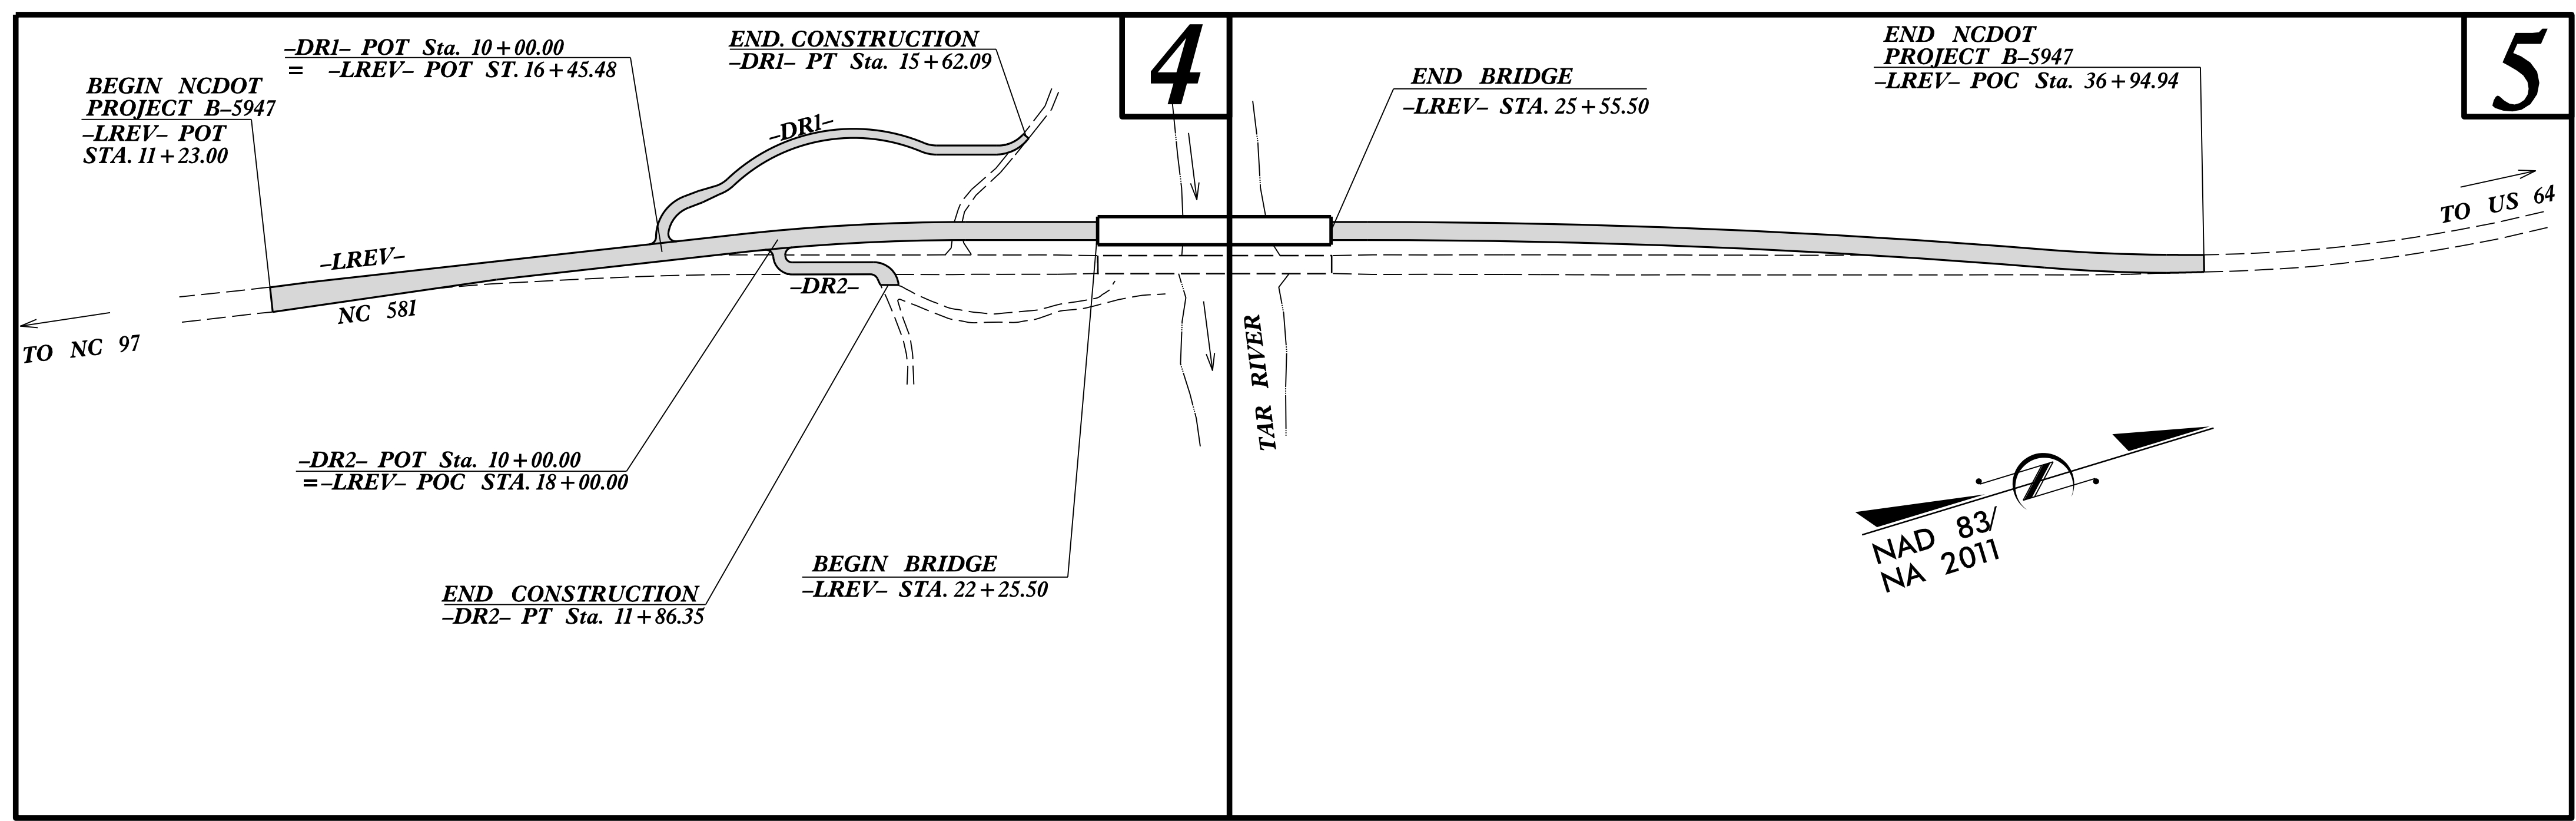 –DR1– POT Sta. 10+00.00
= –LREV– POT ST. 16+45.48
END. CONSTRUCTION
–DR1– PT Sta. 15+62.09
4
END NCDOT
PROJECT B–5947
–LREV– POC Sta. 36+94.94
5
BEGIN NCDOT
PROJECT B–5947
–LREV– POT
STA. 11+23.00
END BRIDGE
–LREV– STA. 25+55.50
–DR1–
TO US 64
–LREV–
NC 581
–DR2–
TO NC 97
TAR RIVER
–DR2– POT Sta. 10+00.00
=–LREV– POC STA. 18+00.00
BEGIN BRIDGE
–LREV– STA. 22+25.50
END CONSTRUCTION
–DR2– PT Sta. 11+86.35
NAD 83/
NA 2011